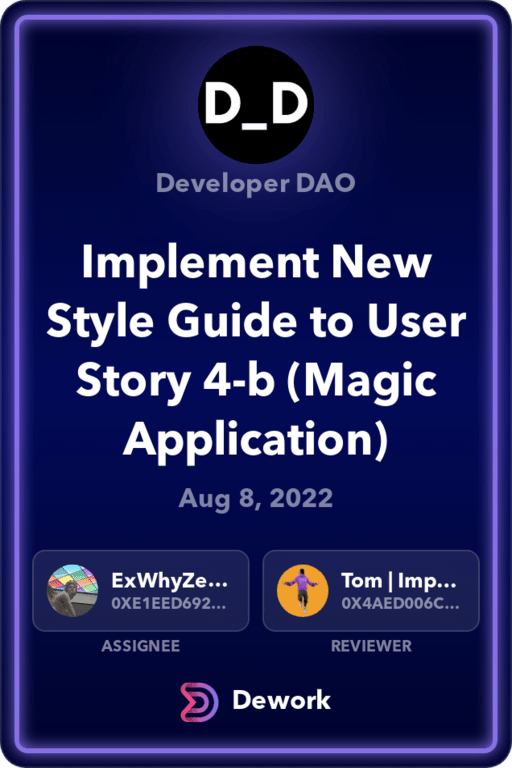 D_D
Developer DAO
Implement New
Style Guide to User
Story 4-b (Magic
Application)
Aug 8, 2022
ExWhyZe...
0XE1EED692...
ASSIGNEE
Tom | Imp...
0X4AED006C...
REVIEWER
Dework